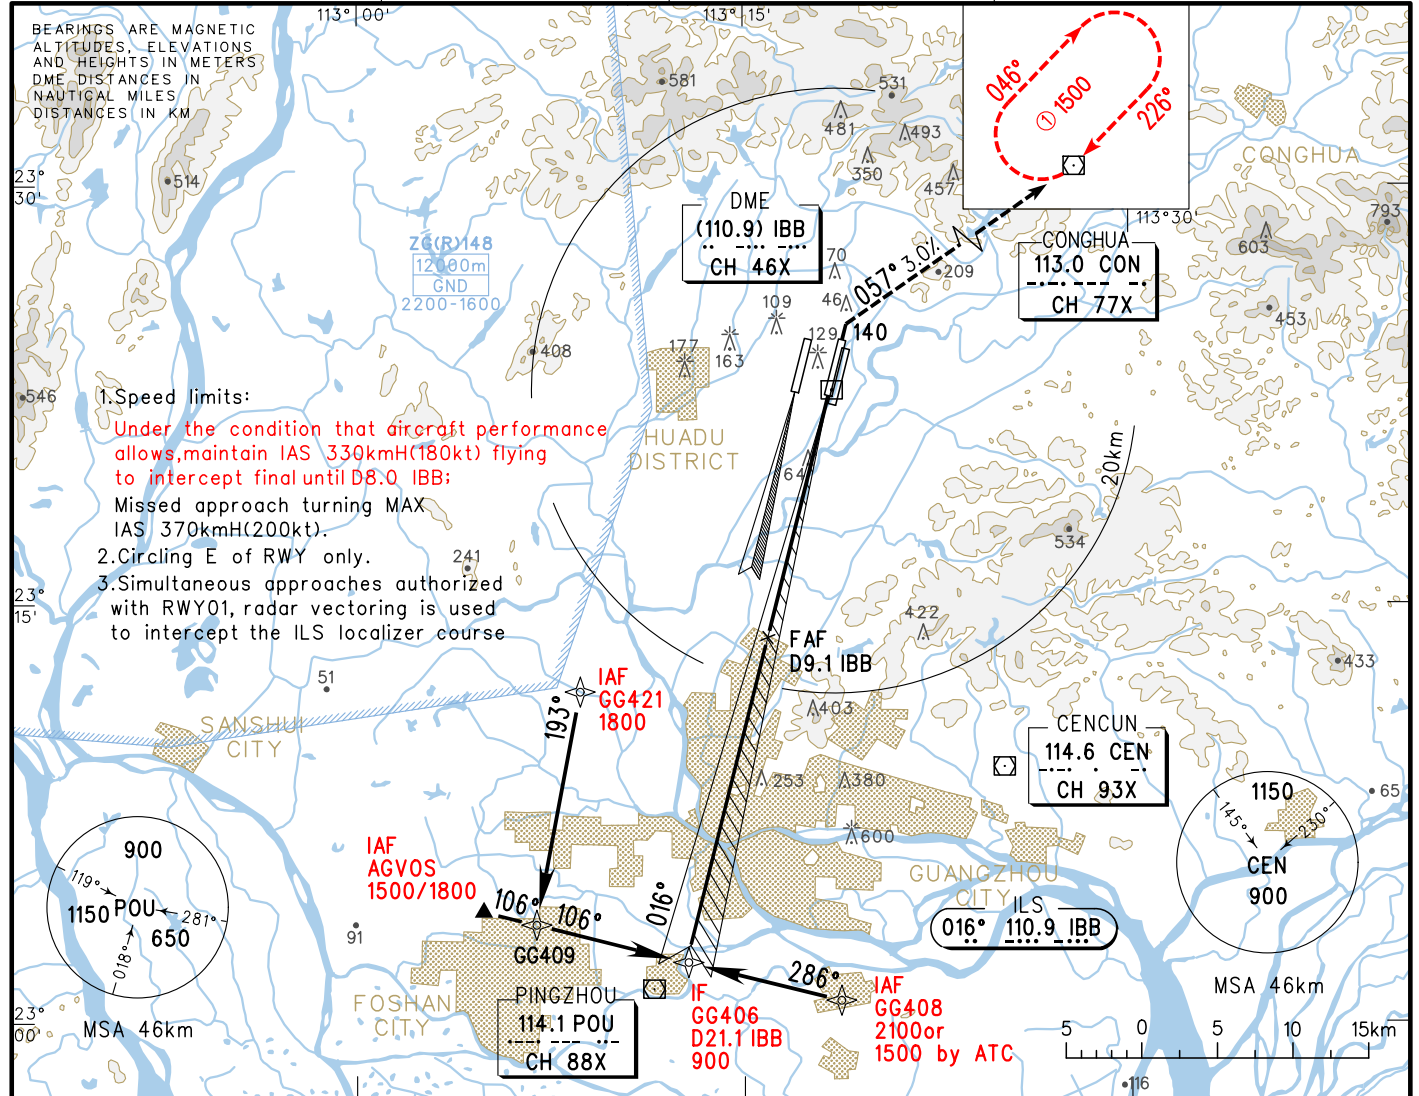 113° 00'
113° 15'
BEARINGS ARE MAGNETIC
ALTITUDES, ELEVATIONS
AND HEIGHTS IN METERS
DME DISTANCES IN
NAUTICAL MILES
DISTANCES IN KM
581
531
481
493
350
457
514
23°
30'
046°
① 1500
226°
CONGHUA
113°30'
793
603
453
DME
(110.9) IBB
CH 46X
ZG(R)148
12000m
GND
2200-1600
CONGHUA
113.0 CON
CH 77X
057° 3.0%
209
70
46
109
129
140
163
177
408
546
1.Speed limits:
Under the condition that aircraft performance
allows,maintain IAS 330kmH(180kt) flying
to intercept final until D8.0 IBB;
Missed approach turning MAX
IAS 370kmH(200kt).
2.Circling E of RWY only.
3.Simultaneous approaches authorized
with RWY01, radar vectoring is used
to intercept the ILS localizer course
HUADU
DISTRICT
64
20km
534
241
422
433
23°
15'
FAF
D9.1 IBB
51
IAF
GG421
1800
193°
403
SANSHUI
CITY
CENCUN
114.6 CEN
CH 93X
253
380
600
65
1150
145°
230°
CEN
900
MSA 46km
900
119°
1150
POU
281°
650
018°
MSA 46km
IAF
AGVOS
1500/1800
106°
106°
GG409
016°
GUANGZHOU
CITY
ILS
016° 110.9 IBB
91
286°
IAF
GG408
2100or
1500 by ATC
IF
GG406
D21.1 IBB
900
FOSHAN
CITY
PINGZHOU
114.1 POU
CH 88X
23°
00'
5 0 5 10 15km
116